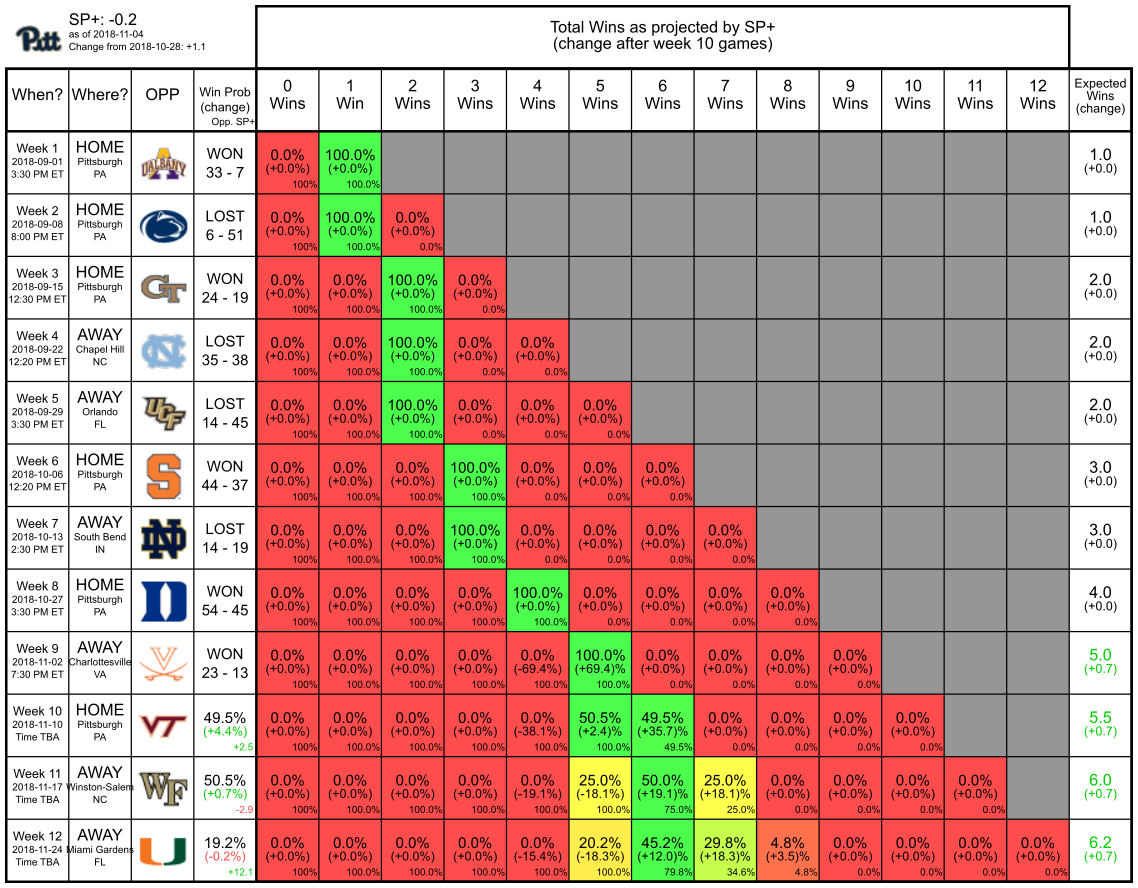 Pitt
SP+: -0.2
as of 2018-11-04
Change from 2018-10-28: +1.1
Total Wins as projected by SP+
(change after week 10 games)
When? Where? OPP Win Prob (change) Opp. SP+ 0 Wins 1 Win 2 Wins 3 Wins 4 Wins 5 Wins 6 Wins 7 Wins 8 Wins 9 Wins 10 Wins 11 Wins 12 Wins Expected Wins (change)
Week 1 HOME WON 0.0% 100.0% 1.0
2018-09-01 Pittsburgh ALBANY (+0.0%) (+0.0%) (+0.0)
3:30 PM ET PA 33 - 7 100% 100.0%
Week 2 HOME LOST 0.0% 100.0% 0.0% 1.0
2018-09-08 Pittsburgh (+0.0%) (+0.0%) (+0.0%) (+0.0)
8:00 PM ET PA 6 - 51 100% 100.0% 0.0%
Week 3 HOME WON 0.0% 0.0% 100.0% 0.0% 2.0
2018-09-15 Pittsburgh GT (+0.0%) (+0.0%) (+0.0%) (+0.0%) (+0.0)
12:30 PM ET PA 24 - 19 100% 100.0% 100.0% 0.0%
Week 4 AWAY LOST 0.0% 0.0% 100.0% 0.0% 0.0% 2.0
2018-09-22 Chapel Hill NC (+0.0%) (+0.0%) (+0.0%) (+0.0%) (+0.0%) (+0.0)
12:20 PM ET NC 35 - 38 100% 100.0% 100.0% 0.0% 0.0%
Week 5 AWAY LOST 0.0% 0.0% 100.0% 0.0% 0.0% 0.0% 2.0
2018-09-29 Orlando UCF (+0.0%) (+0.0%) (+0.0%) (+0.0%) (+0.0%) (+0.0%) (+0.0)
3:30 PM ET FL 14 - 45 100% 100.0% 100.0% 0.0% 0.0% 0.0%
Week 6 HOME WON 0.0% 0.0% 0.0% 100.0% 0.0% 0.0% 0.0% 3.0
2018-10-06 Pittsburgh S (+0.0%) (+0.0%) (+0.0%) (+0.0%) (+0.0%) (+0.0%) (+0.0%) (+0.0)
12:20 PM ET PA 44 - 37 100% 100.0% 100.0% 100.0% 0.0% 0.0% 0.0%
Week 7 AWAY LOST 0.0% 0.0% 0.0% 100.0% 0.0% 0.0% 0.0% 0.0% 3.0
2018-10-13 South Bend ND (+0.0%) (+0.0%) (+0.0%) (+0.0%) (+0.0%) (+0.0%) (+0.0%) (+0.0%) (+0.0)
2:30 PM ET IN 14 - 19 100% 100.0% 100.0% 100.0% 0.0% 0.0% 0.0% 0.0%
Week 8 HOME WON 0.0% 0.0% 0.0% 0.0% 100.0% 0.0% 0.0% 0.0% 0.0% 4.0
2018-10-27 Pittsburgh D (+0.0%) (+0.0%) (+0.0%) (+0.0%) (+0.0%) (+0.0%) (+0.0%) (+0.0%) (+0.0%) (+0.0)
3:30 PM ET PA 54 - 45 100% 100.0% 100.0% 100.0% 100.0% 0.0% 0.0% 0.0% 0.0%
Week 9 AWAY WON 0.0% 0.0% 0.0% 0.0% 0.0% 100.0% 0.0% 0.0% 0.0% 0.0% 5.0
2018-11-02 Charlottesville V (+0.0%) (+0.0%) (+0.0%) (+0.0%) (-69.4%) (+69.4)% (+0.0%) (+0.0%) (+0.0%) (+0.0%) (+0.7)
7:30 PM ET VA 23 - 13 100% 100.0% 100.0% 100.0% 100.0% 100.0% 0.0% 0.0% 0.0% 0.0%
Week 10 HOME 49.5% 0.0% 0.0% 0.0% 0.0% 0.0% 50.5% 49.5% 0.0% 0.0% 0.0% 0.0% 5.5
2018-11-10 Pittsburgh VT (+4.4%) (+0.0%) (+0.0%) (+0.0%) (+0.0%) (-38.1%) (+2.4)% (+35.7)% (+0.0%) (+0.0%) (+0.0%) (+0.0%) (+0.7)
Time TBA PA +2.5 100% 100.0% 100.0% 100.0% 100.0% 100.0% 49.5% 0.0% 0.0% 0.0% 0.0%
Week 11 AWAY 50.5% 0.0% 0.0% 0.0% 0.0% 0.0% 25.0% 50.0% 25.0% 0.0% 0.0% 0.0% 0.0% 6.0
2018-11-17 Winston-Salem WF (+0.7%) (+0.0%) (+0.0%) (+0.0%) (+0.0%) (-19.1%) (-18.1%) (+19.1)% (+18.1)% (+0.0%) (+0.0%) (+0.0%) (+0.0%) (+0.7)
Time TBA NC -2.9 100% 100.0% 100.0% 100.0% 100.0% 100.0% 75.0% 25.0% 0.0% 0.0% 0.0% 0.0%
Week 12 AWAY 19.2% 0.0% 0.0% 0.0% 0.0% 0.0% 20.2% 45.2% 29.8% 4.8% 0.0% 0.0% 0.0% 0.0% 6.2
2018-11-24 Miami Gardens U (-0.2%) (+0.0%) (+0.0%) (+0.0%) (+0.0%) (-15.4%) (-18.3%) (+12.0)% (+18.3)% (+3.5)% (+0.0%) (+0.0%) (+0.0%) (+0.0%) (+0.7)
Time TBA FL +12.1 100% 100.0% 100.0% 100.0% 100.0% 100.0% 79.8% 34.6% 4.8% 0.0% 0.0% 0.0% 0.0%